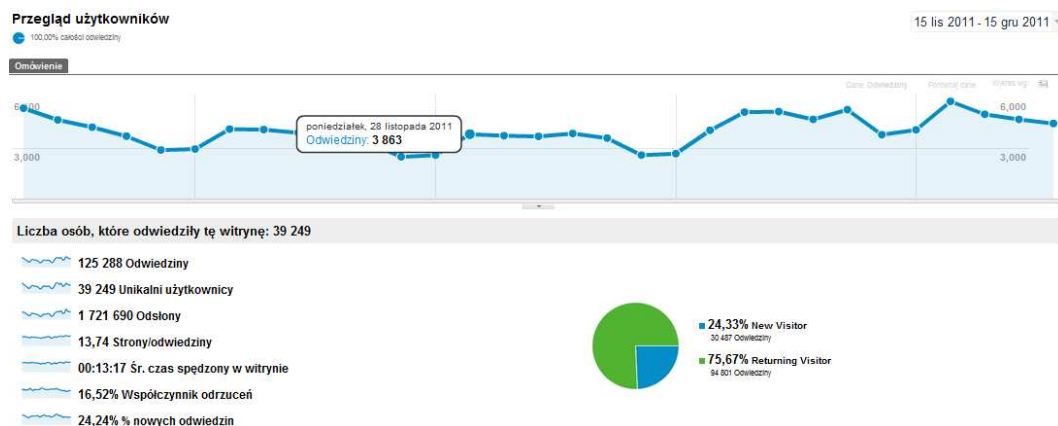 Przegląd użytkowników
15 lis 2011 - 15 gru 2011
100,00% całości odwiedziny
Omówienie
Dane: Odwiedziny Porównaj dane
6,000 6,000
poniedziałek, 28 listopada 2011
Odwiedziny: 3 863
3,000 3,000
Liczba osób, które odwiedziły tę witrynę: 39 249
125 288 Odwiedziny
39 249 Unikalni użytkownicy
1 721 690 Odsłony
13,74 Strony/odwiedziny
00:13:17 Śr. czas spędzony w witrynie
16,52% Współczynnik odrzuceń
24,24% % nowych odwiedzin
24,33% New Visitor
30 487 Odwiedziny
75,67% Returning Visitor
94 801 Odwiedziny